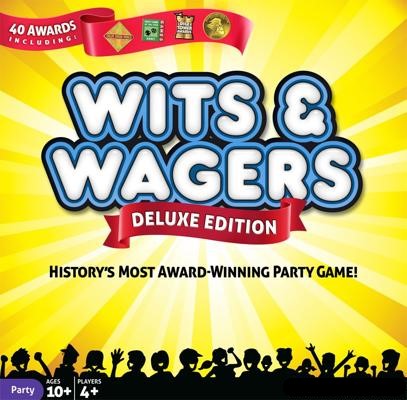 40 AWARDS
INCLUDING!
WITS &
WAGERS
DELUXE EDITION
HISTORY'S MOST AWARD-WINNING PARTY GAME!
Party
AGES
10+
PLAYERS
4+